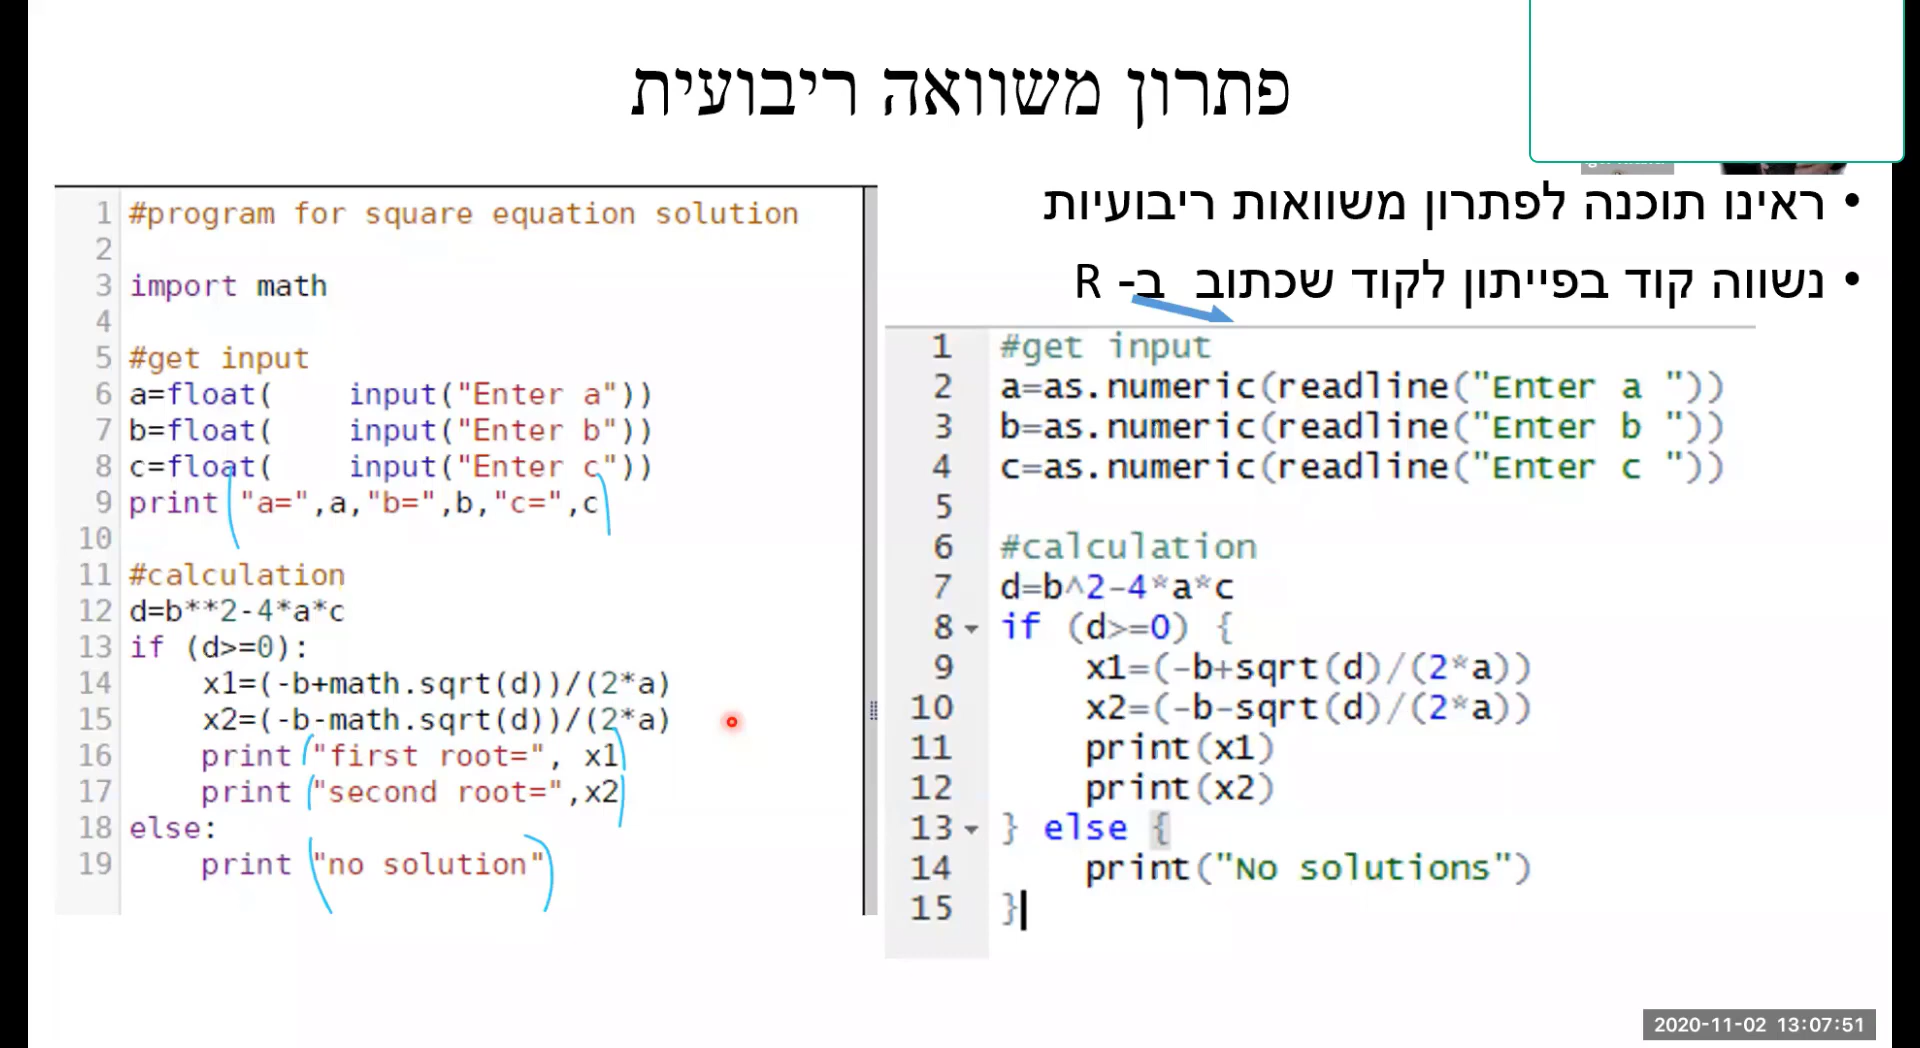 פתרון משוואה ריבועית
• ראינו תוכנה לפתרון משוואות ריבועיות
• נשווה קוד בפייתון לקוד שכתוב ב- R
1 #program for square equation solution
2
3 import math
4
5 #get input
6 a=float(    input("Enter a"))
7 b=float(    input("Enter b"))
8 c=float(    input("Enter c"))
9 print ("a=",a,"b=",b,"c=",c)
10
11 #calculation
12 d=b**2-4*a*c
13 if (d>=0):
14     x1=(-b+math.sqrt(d))/(2*a)
15     x2=(-b-math.sqrt(d))/(2*a)
16     print ("first root=", x1)
17     print ("second root=",x2)
18 else:
19     print ("no solution")
1 #get input
2 a=as.numeric(readline("Enter a "))
3 b=as.numeric(readline("Enter b "))
4 c=as.numeric(readline("Enter c "))
5
6 #calculation
7 d=b^2-4*a*c
8 if (d>=0) {
9     x1=(-b+sqrt(d)/(2*a))
10     x2=(-b-sqrt(d)/(2*a))
11     print(x1)
12     print(x2)
13 } else {
14     print("No solutions")
15 }
2020-11-02 13:07:51